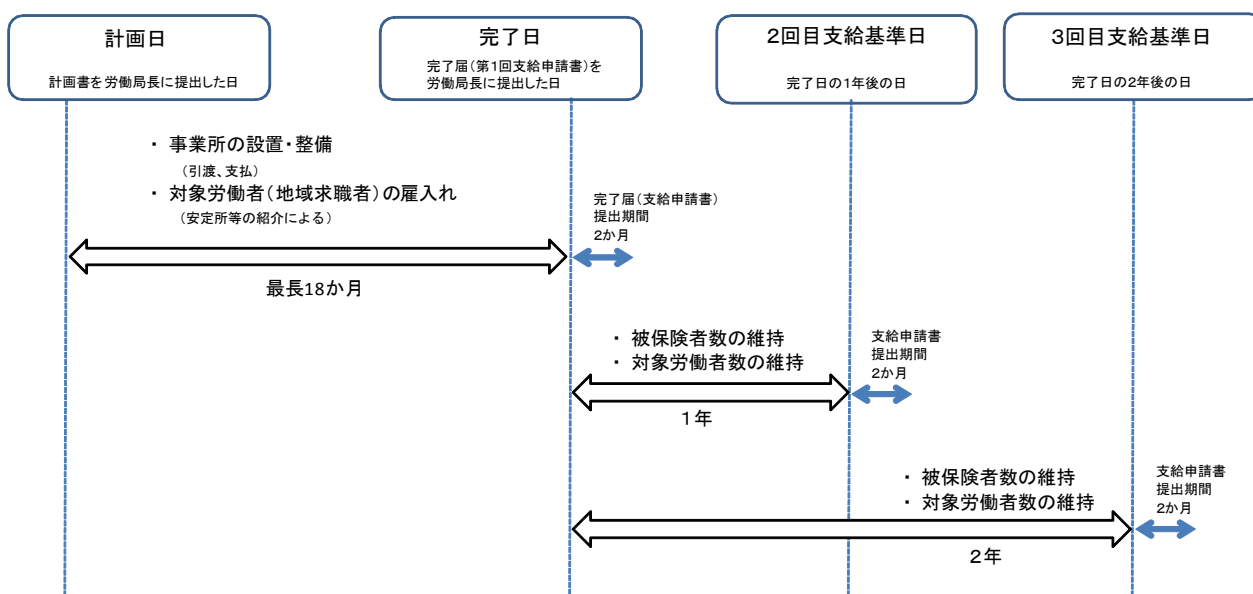 計画日
計画書を労働局長に提出した日
完了日
完了届(第1回支給申請書)を
労働局長に提出した日
2回目支給基準日
完了日の1年後の日
3回目支給基準日
完了日の2年後の日
・ 事業所の設置・整備
(引渡、支払)
・ 対象労働者(地域求職者)の雇入れ
(安定所等の紹介による)
完了届(支給申請書)
提出期間
2か月
最長18か月
・ 被保険者数の維持
・ 対象労働者数の維持
支給申請書
提出期間
2か月
1年
・ 被保険者数の維持
・ 対象労働者数の維持
支給申請書
提出期間
2か月
2年